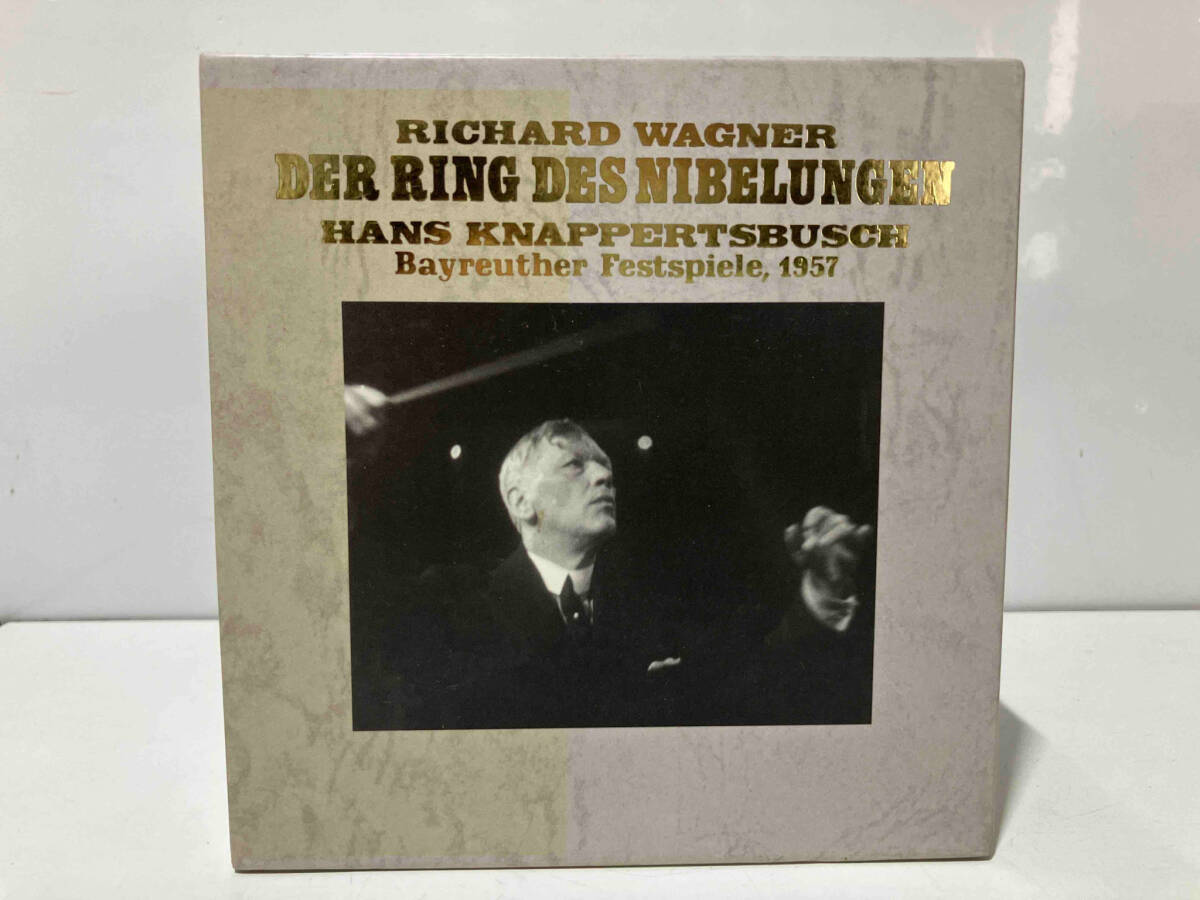 RICHARD WAGNER
DER RING DES NIBELUNGEN
HANS KNAPPERTSBUSCH
Bayreuther Festspiele, 1957